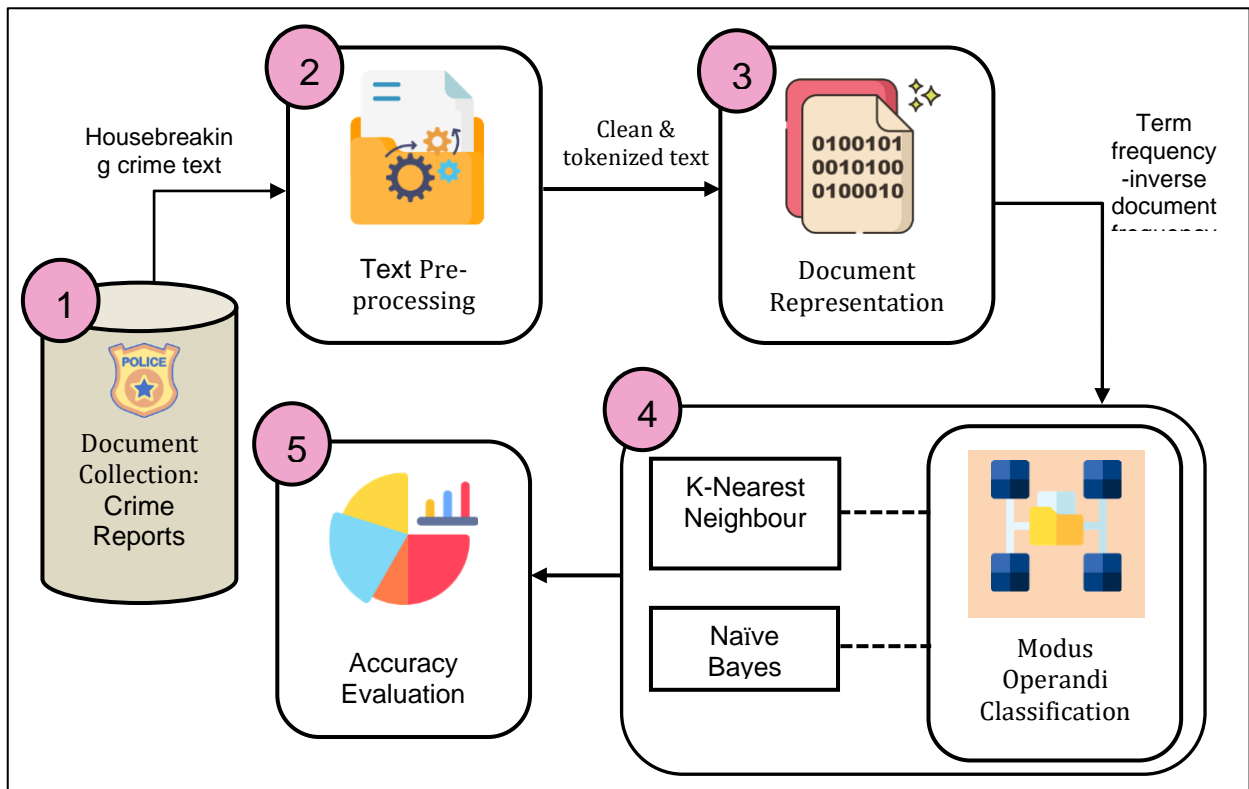 1
POLICE
Document
Collection:
Crime
Reports
Housebreakin
g crime text
2
Text Pre-
processing
Clean &
tokenized text
3
0100101
0010100
0100010
Document
Representation
Term
frequency
-inverse
document
frequency
4
K-Nearest
Neighbour
Naïve
Bayes
Modus
Operandi
Classification
5
Accuracy
Evaluation